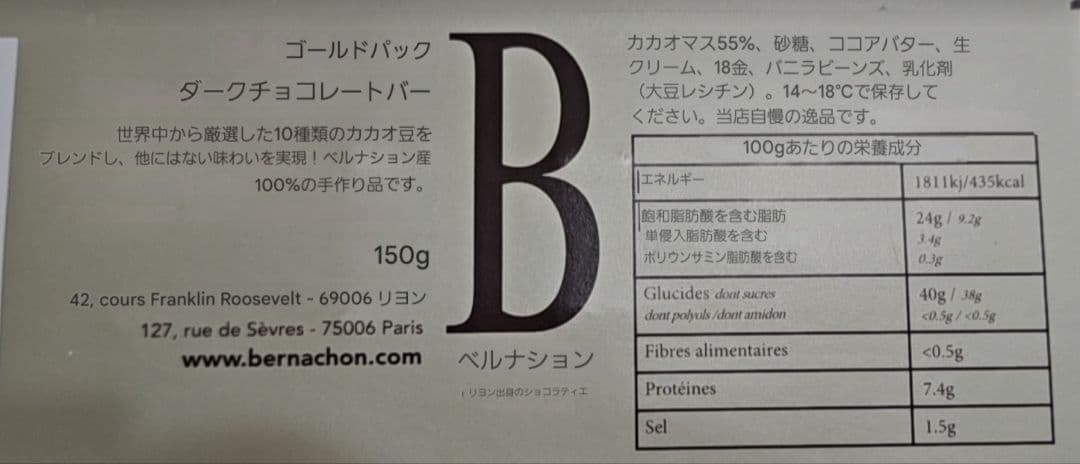 ゴールドパック
ダークチョコレートバー
世界中から厳選した10種類のカカオ豆を
ブレンドし、他にはない味わいを実現！ベルナション産
100%の手作り品です。
150g
42, cours Franklin Roosevelt - 69006 リヨン
127, rue de Sèvres - 75006 Paris
www.bernachon.com
B
ベルナション
リヨン出身のショコラティエ
カカオマス55%、砂糖、ココアバター、生
クリーム、18金、バニラビーンズ、乳化剤
（大豆レシチン）。14〜18℃で保存して
ください。当店自慢の逸品です。
100gあたりの栄養成分
エネルギー 1811kj/435kcal
飽和脂肪酸を含む脂肪 24g / 9.2g
単侵入脂肪酸を含む 3.4g
ポリウンサミン脂肪酸を含む 0.3g
Glucides dont sucres 40g / 38g
dont polyols /dont amidon <0.5g / <0.5g
Fibres alimentaires <0.5g
Protéines 7.4g
Sel 1.5g